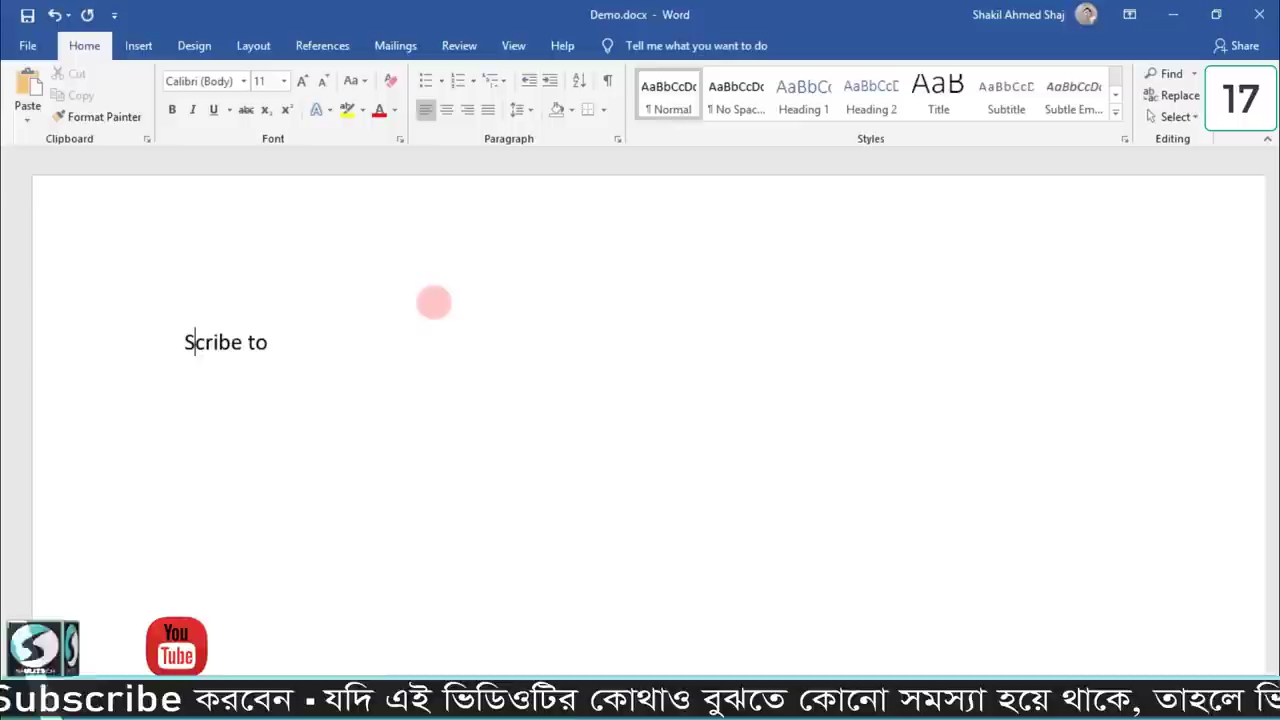 Demo.docx - Word
Shakil Ahmed Shaj
File Home Insert Design Layout References Mailings Review View Help Tell me what you want to do Share
Paste
Cut
Copy
Format Painter
Clipboard
Calibri (Body) 11
Font
Paragraph
AaBbCcDc AaBbCcDc AaBbC AaBbCcD AaB AaBbCcD AaBbCcDc
¶ Normal ¶ No Spac... Heading 1 Heading 2 Title Subtitle Subtle Em...
Styles
Find
Replace
Select
Editing
17
Scribe to
You
Tube
Subscribe করবেন ▪ যদি এই ভিডিওটির কোথাও বুঝতে কোনো সমস্যা হয়ে থাকে, তাহলে ভি